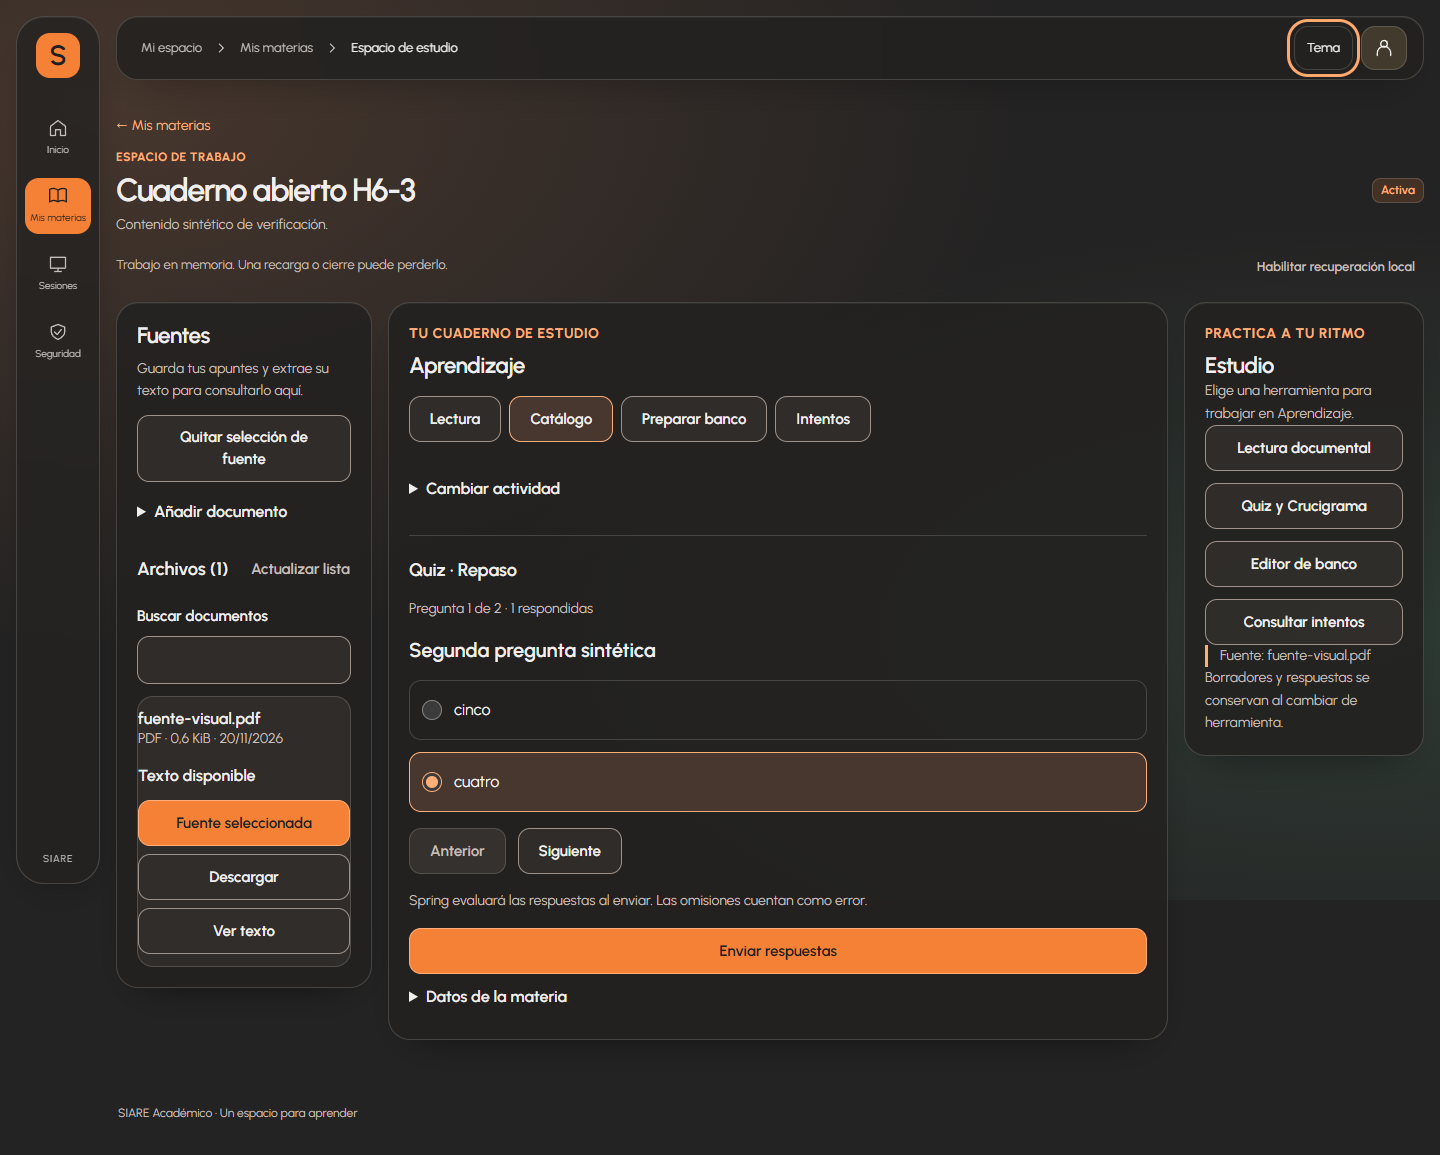 S
Inicio
Mis materias
Sesiones
Seguridad
SIARE
Mi espacio > Mis materias > Espacio de estudio
Tema
← Mis materias
ESPACIO DE TRABAJO
Cuaderno abierto H6-3
Activa
Contenido sintético de verificación.
Trabajo en memoria. Una recarga o cierre puede perderlo.
Habilitar recuperación local
Fuentes
Guarda tus apuntes y extrae su
texto para consultarlo aquí.
Quitar selección de
fuente
Añadir documento
Archivos (1)
Actualizar lista
Buscar documentos
fuente-visual.pdf
PDF · 0,6 KiB · 20/11/2026
Texto disponible
Fuente seleccionada
Descargar
Ver texto
TU CUADERNO DE ESTUDIO
Aprendizaje
Lectura
Catálogo
Preparar banco
Intentos
Cambiar actividad
Quiz · Repaso
Pregunta 1 de 2 · 1 respondidas
Segunda pregunta sintética
cinco
cuatro
Anterior
Siguiente
Spring evaluará las respuestas al enviar. Las omisiones cuentan como error.
Enviar respuestas
Datos de la materia
PRACTICA A TU RITMO
Estudio
Elige una herramienta para
trabajar en Aprendizaje.
Lectura documental
Quiz y Crucigrama
Editor de banco
Consultar intentos
Fuente: fuente-visual.pdf
Borradores y respuestas se
conservan al cambiar de
herramienta.
SIARE Académico · Un espacio para aprender